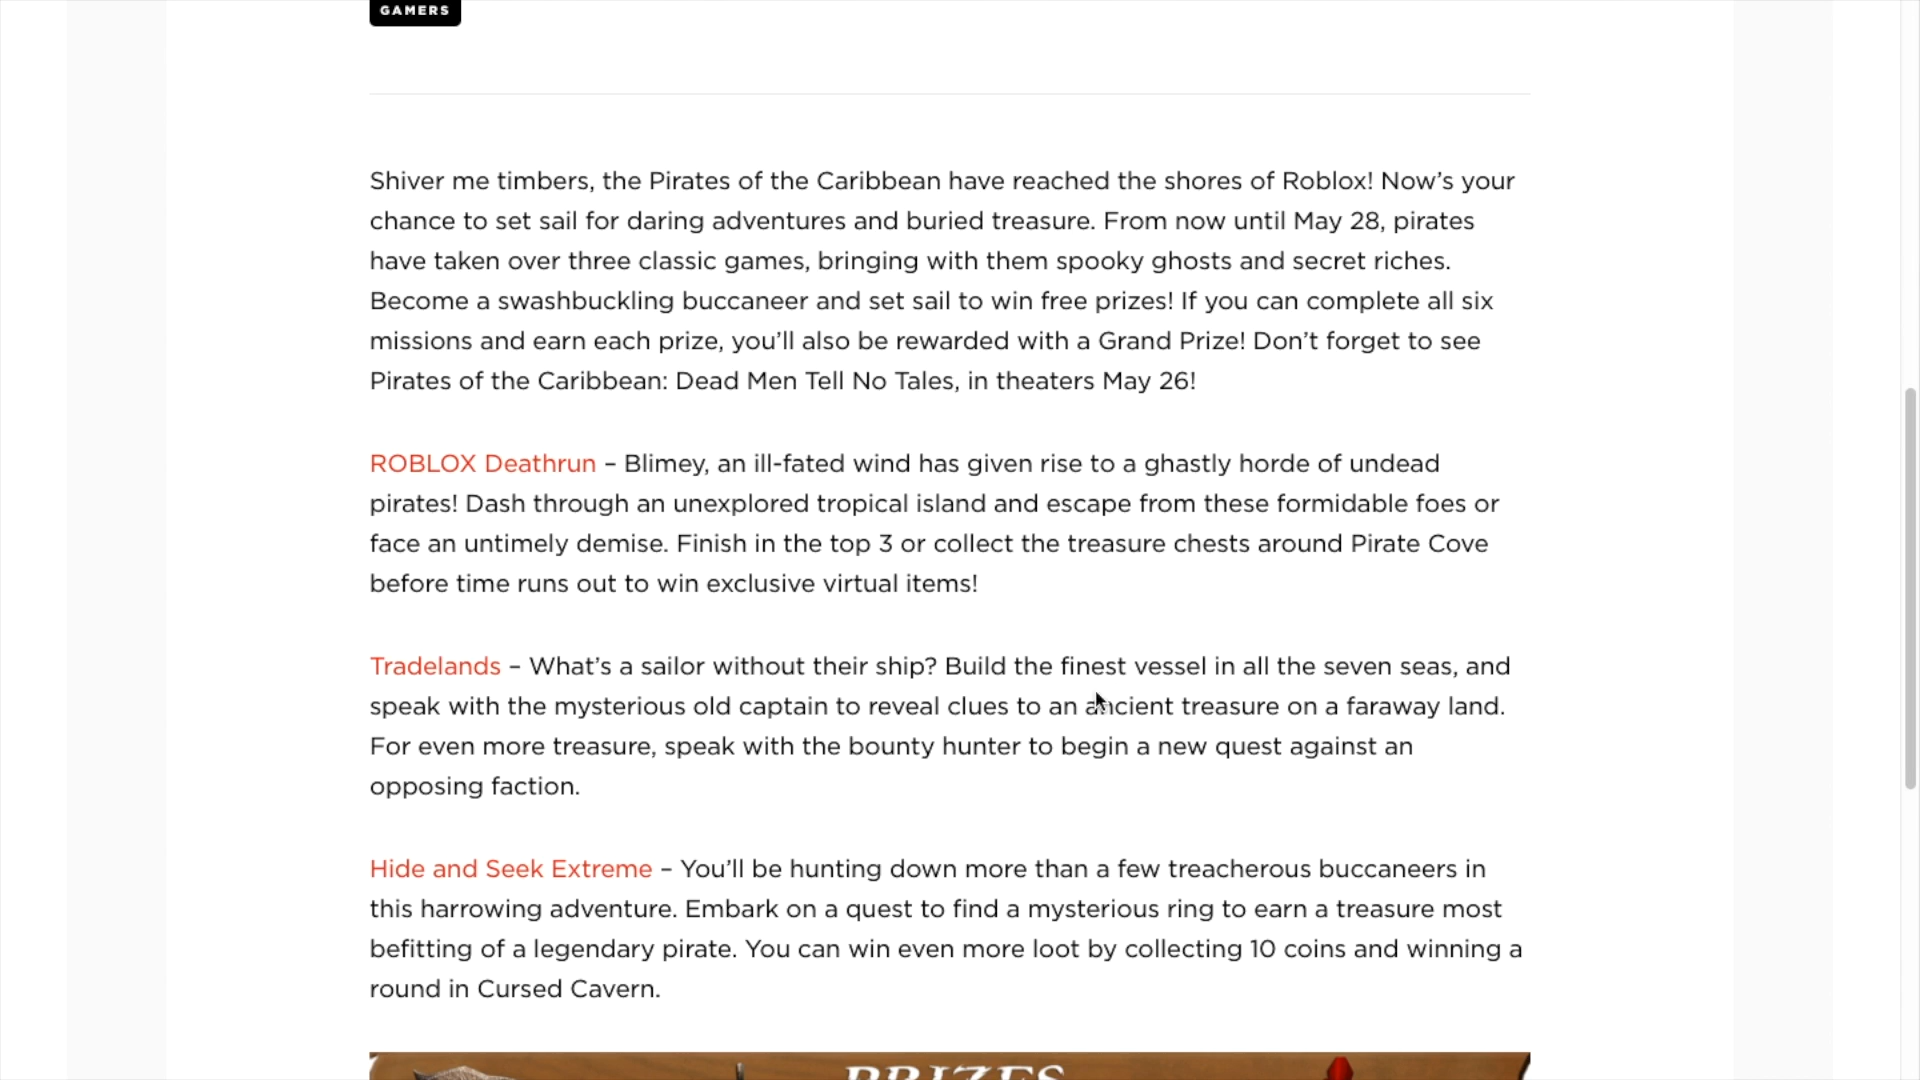 GAMERS
Shiver me timbers, the Pirates of the Caribbean have reached the shores of Roblox! Now’s your
chance to set sail for daring adventures and buried treasure. From now until May 28, pirates
have taken over three classic games, bringing with them spooky ghosts and secret riches.
Become a swashbuckling buccaneer and set sail to win free prizes! If you can complete all six
missions and earn each prize, you’ll also be rewarded with a Grand Prize! Don’t forget to see
Pirates of the Caribbean: Dead Men Tell No Tales, in theaters May 26!
ROBLOX Deathrun – Blimey, an ill-fated wind has given rise to a ghastly horde of undead
pirates! Dash through an unexplored tropical island and escape from these formidable foes or
face an untimely demise. Finish in the top 3 or collect the treasure chests around Pirate Cove
before time runs out to win exclusive virtual items!
Tradelands – What’s a sailor without their ship? Build the finest vessel in all the seven seas, and
speak with the mysterious old captain to reveal clues to an ancient treasure on a faraway land.
For even more treasure, speak with the bounty hunter to begin a new quest against an
opposing faction.
Hide and Seek Extreme – You’ll be hunting down more than a few treacherous buccaneers in
this harrowing adventure. Embark on a quest to find a mysterious ring to earn a treasure most
befitting of a legendary pirate. You can win even more loot by collecting 10 coins and winning a
round in Cursed Cavern.
PRIZES